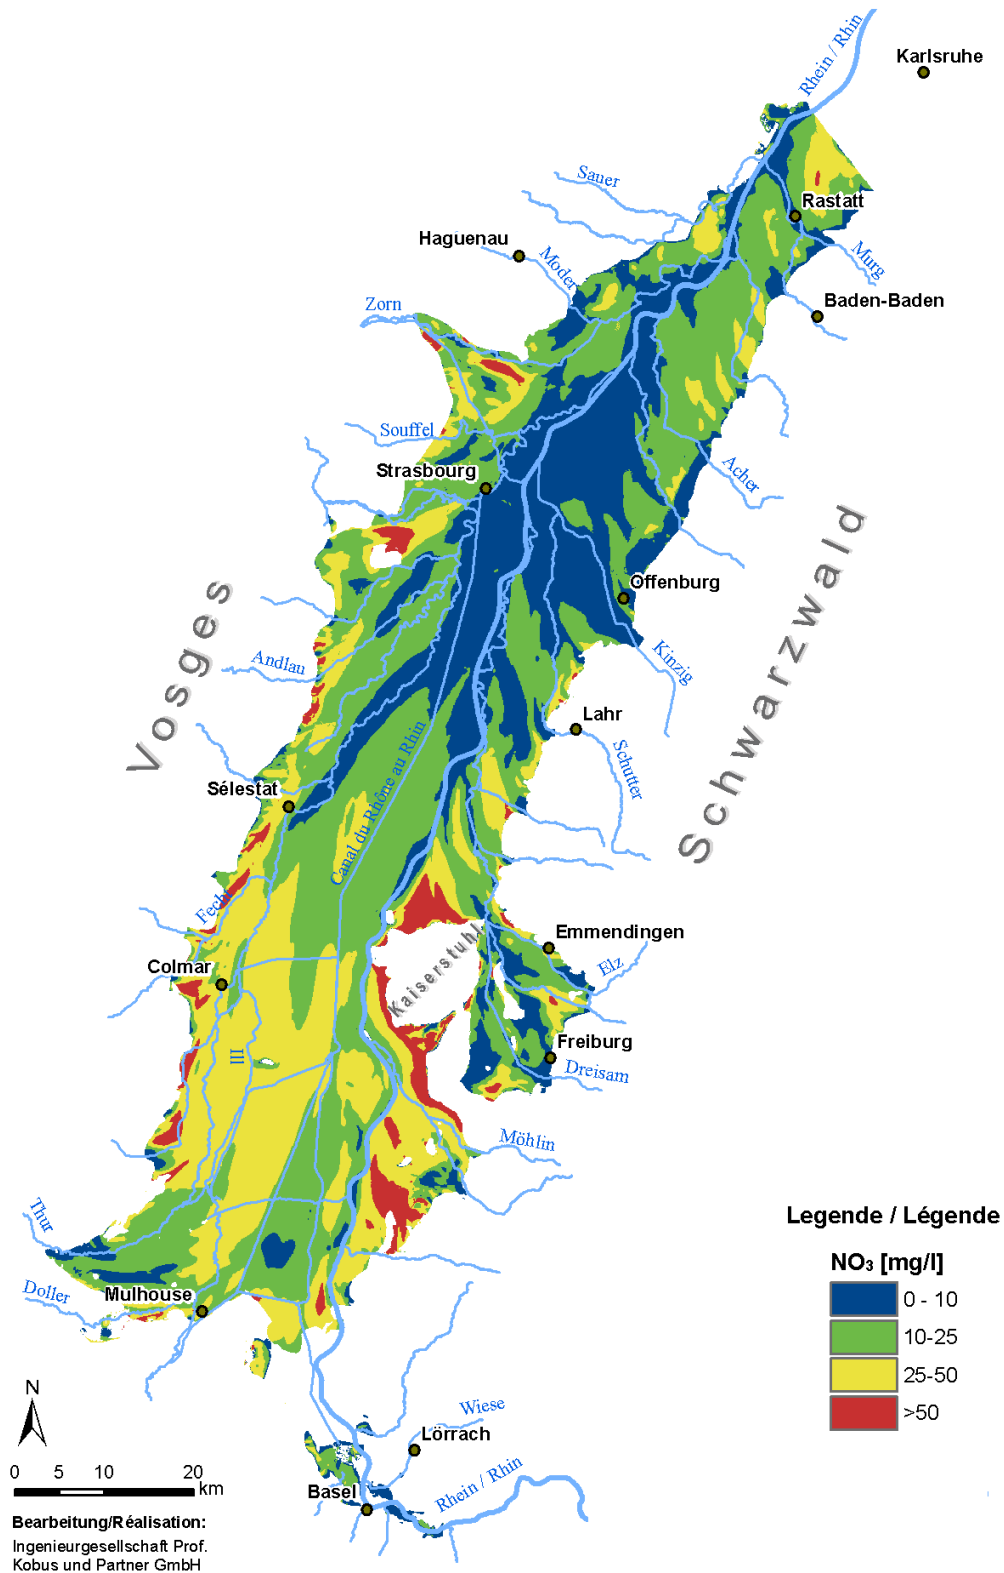 Rhein / Rhin
Karlsruhe
Sauer
Rastatt
Haguenau
Moder
Murg
Zorn
Baden-Baden
Souffel
Strasbourg
Acher
Vosges
Schwarzwald
Offenburg
Andlau
Kinzig
Lahr
Schutter
Canal du Rhône au Rhin
Sélestat
Fecht
Kaiserstuhl
Emmendingen
Elz
Colmar
Freiburg
Dreisam
Ill
Möhlin
Thur
Doller
Mulhouse
Legende / Légende
NO₃ [mg/l]
0 - 10
10-25
25-50
>50
N
0 5 10 20
km
Wiese
Lörrach
Basel
Rhein / Rhin
Bearbeitung/Réalisation:
Ingenieurgesellschaft Prof.
Kobus und Partner GmbH